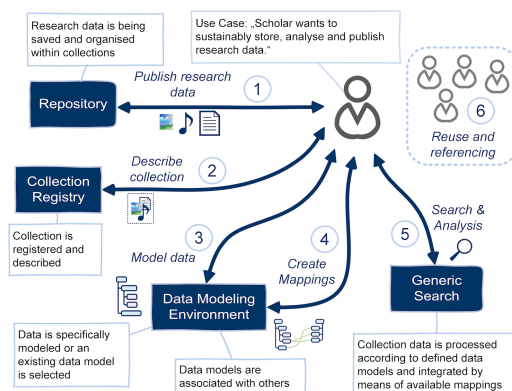 Research data is being
saved and organised
within collections
Use Case: „Scholar wants to
sustainably store, analyse and publish
research data.“
Publish research
data
1
Repository
6
Reuse and
referencing
Describe
collection
2
Collection
Registry
Collection is
registered and
described
3
Model data
4
Create
Mappings
5
Search &
Analysis
Data Modeling
Environment
Generic
Search
Data is specifically
modeled or an
existing data model
is selected
Data models are
associated with others
Collection data is processed
according to defined data
models and integrated by
means of available mappings